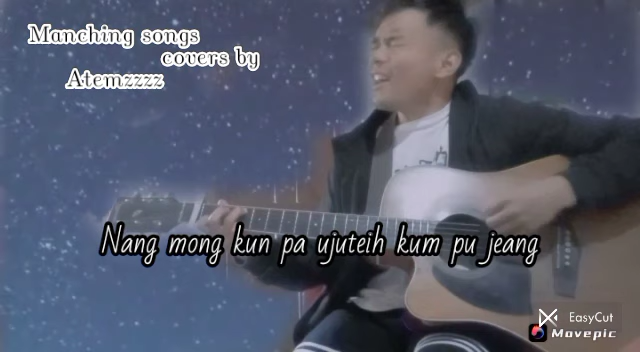 Manching songs
covers by
Atemzzzz
Nang mong kun pa ujuteih kum pu jeang
EasyCut
Movepic